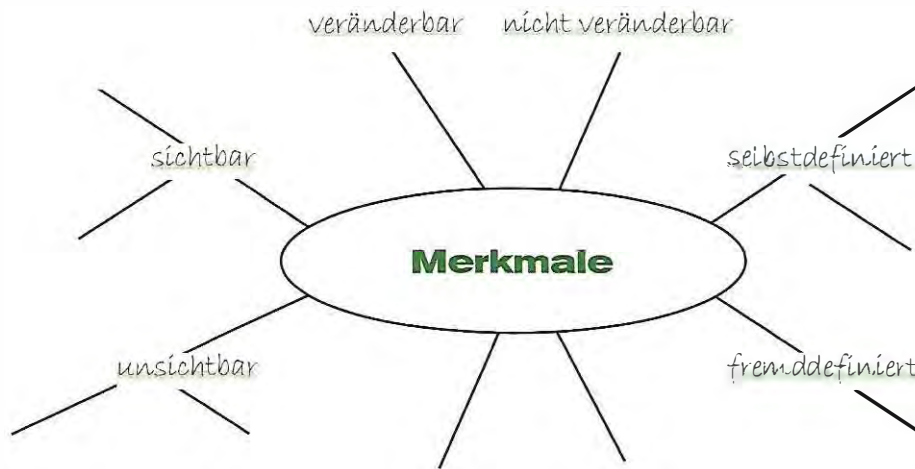 veränderbar nicht veränderbar
sichtbar selbstdefiniert
Merkmale
unsichtbar fremddefiniert